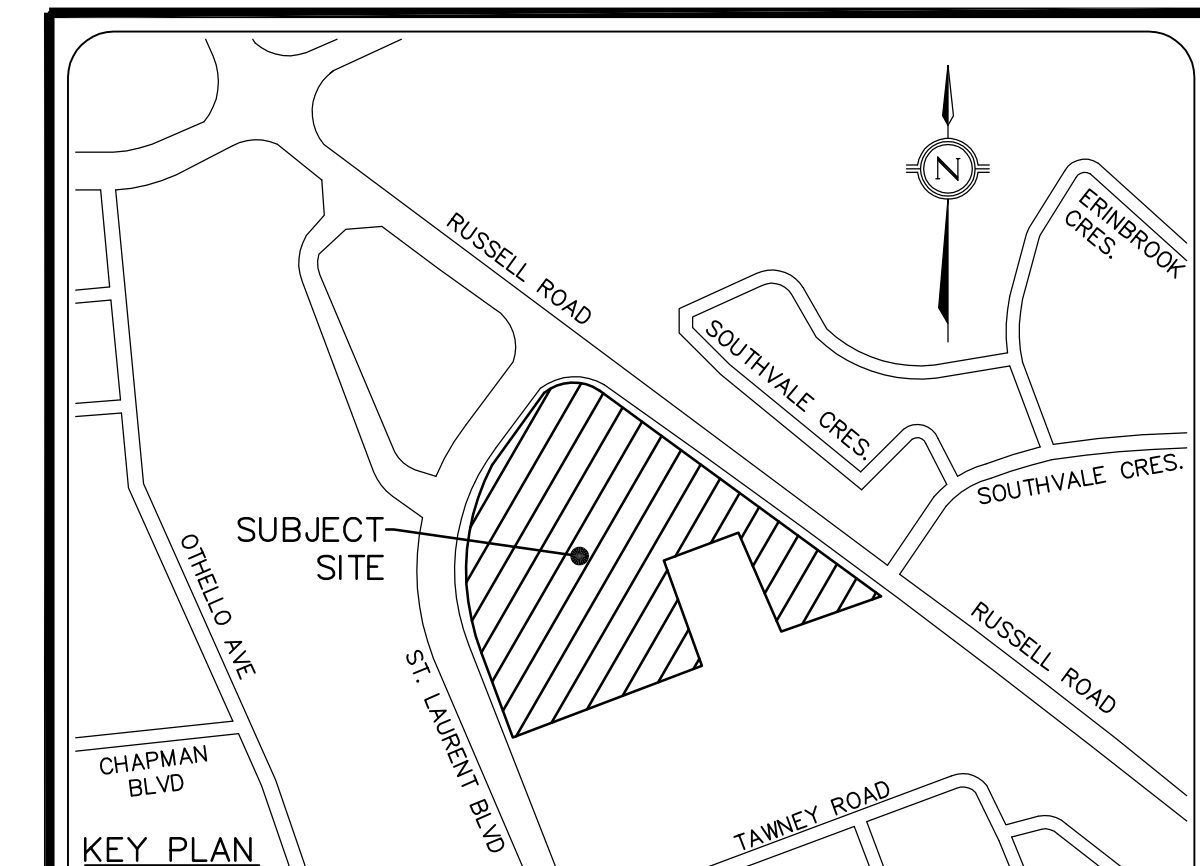 N
ERINBROOK
CRES.
RUSSELL ROAD
SOUTHVALE CRES.
SOUTHVALE CRES.
SUBJECT
SITE
OTHELLO AVE
RUSSELL ROAD
ST. LAURENT BLVD
CHAPMAN
BLVD
TAWNEY ROAD
KEY PLAN